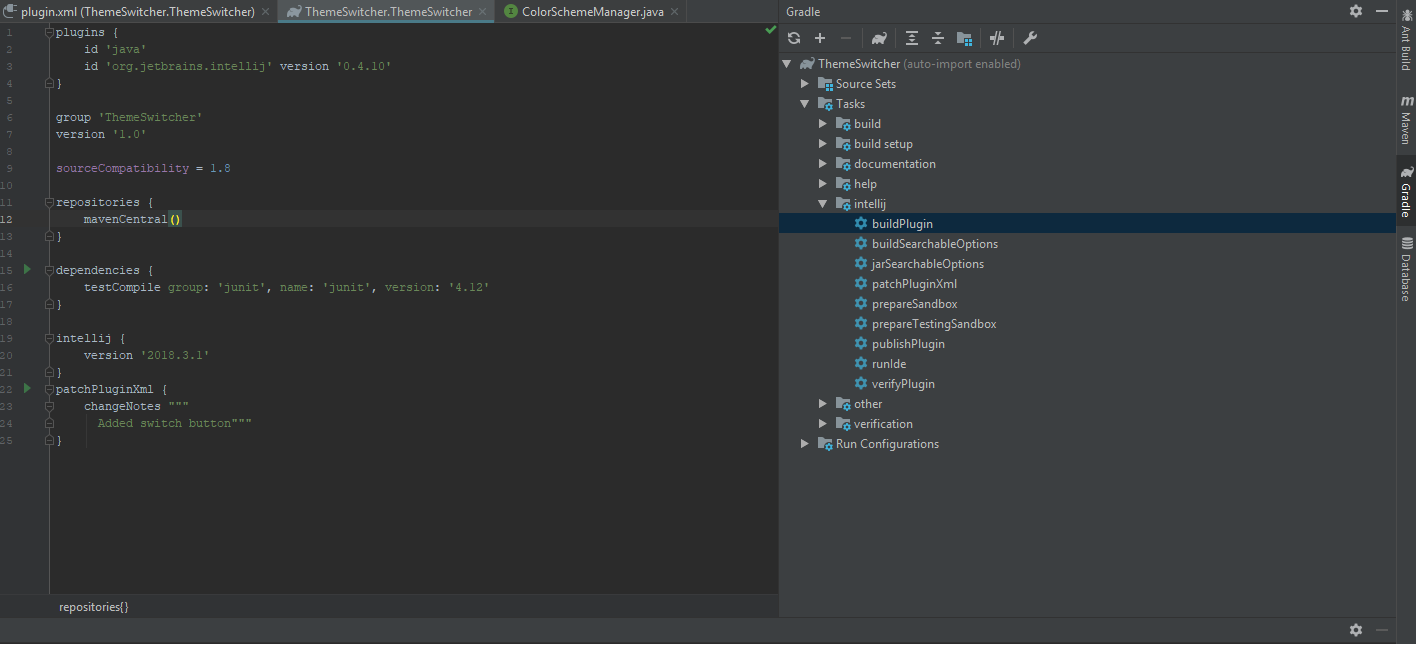 plugin.xml (ThemeSwitcher.ThemeSwitcher)
ThemeSwitcher.ThemeSwitcher
ColorSchemeManager.java
1 plugins {
2 id 'java'
3 id 'org.jetbrains.intellij' version '0.4.10'
4 }
5
6 group 'ThemeSwitcher'
7 version '1.0'
8
9 sourceCompatibility = 1.8
10
11 repositories {
12 mavenCentral()
13 }
14
15 dependencies {
16 testCompile group: 'junit', name: 'junit', version: '4.12'
17 }
18
19 intellij {
20 version '2018.3.1'
21 }
22 patchPluginXml {
23 changeNotes """
24 Added switch button"""
25 }
repositories{}
Gradle
ThemeSwitcher (auto-import enabled)
Source Sets
Tasks
build
build setup
documentation
help
intellij
buildPlugin
buildSearchableOptions
jarSearchableOptions
patchPluginXml
prepareSandbox
prepareTestingSandbox
publishPlugin
runIde
verifyPlugin
other
verification
Run Configurations
Ant Build
m Maven
Gradle
Database